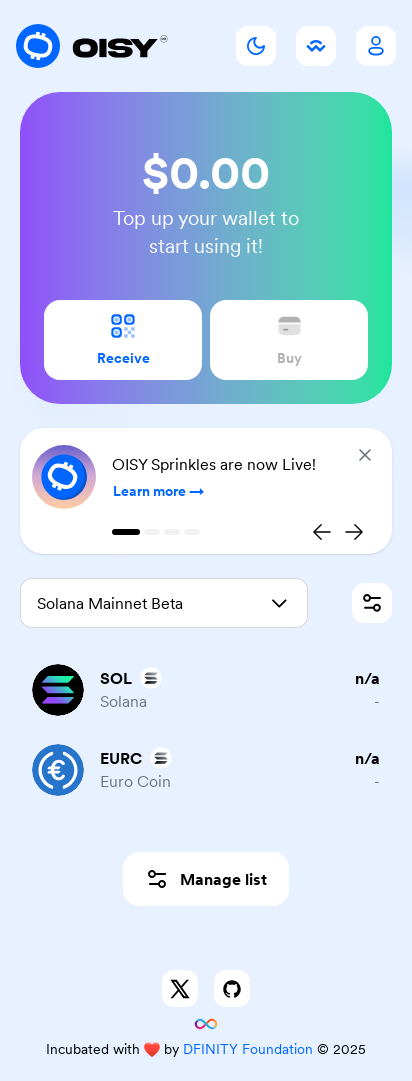 OISY
$0.00
Top up your wallet to
start using it!
Receive
Buy
OISY Sprinkles are now Live!
Learn more
Solana Mainnet Beta
SOL n/a
Solana -
EURC n/a
Euro Coin -
Manage list
Incubated with ❤️ by DFINITY Foundation © 2025